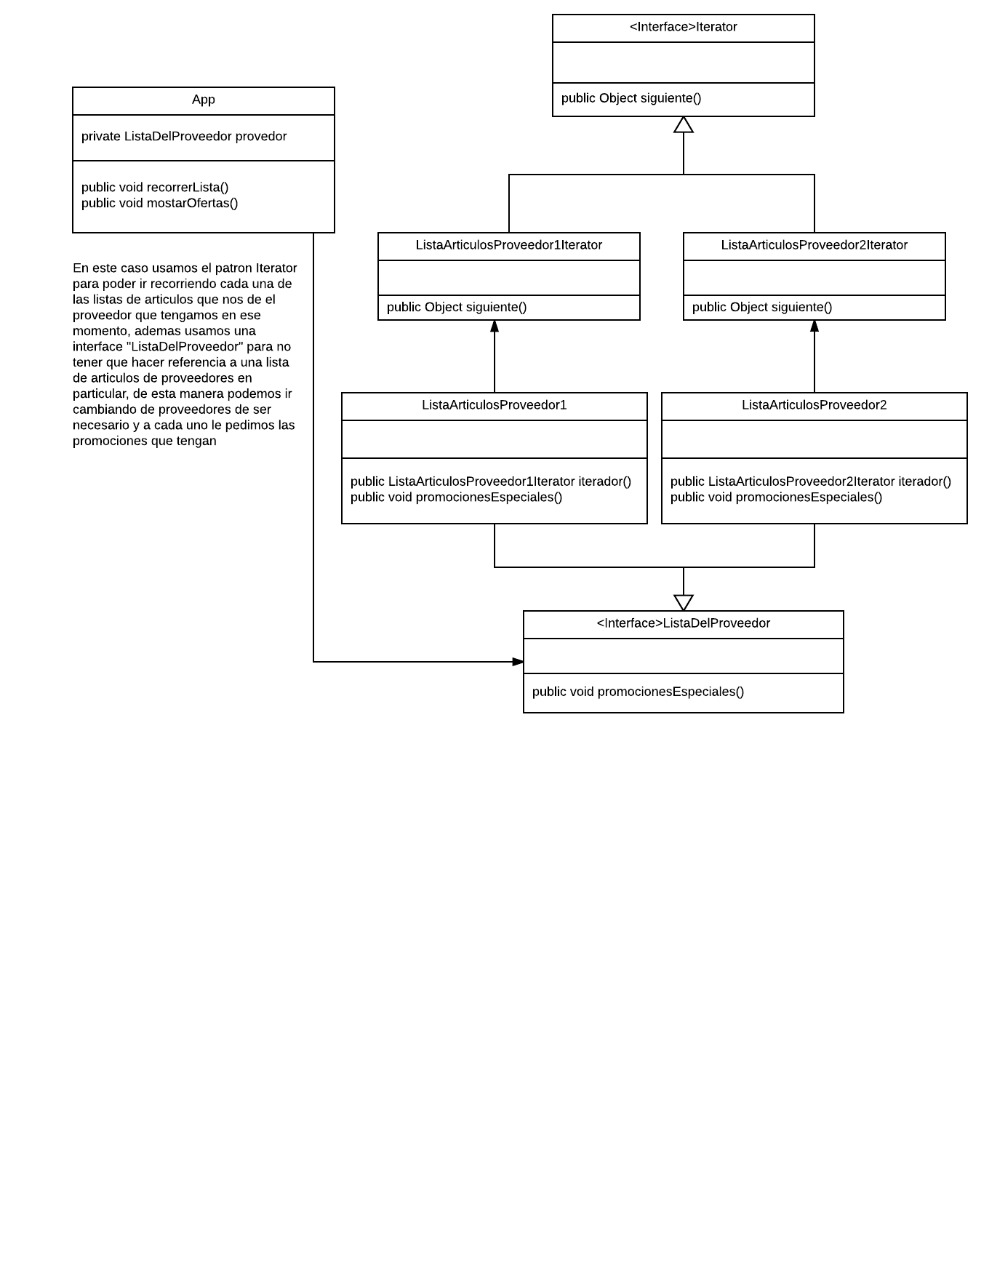 <Interface>Iterator
public Object siguiente()
App
private ListaDelProveedor provedor
public void recorrerLista()
public void mostarOfertas()
En este caso usamos el patron Iterator
para poder ir recorriendo cada una de
las listas de articulos que nos de el
proveedor que tengamos en ese
momento, ademas usamos una
interface "ListaDelProveedor" para no
tener que hacer referencia a una lista
de articulos de proveedores en
particular, de esta manera podemos ir
cambiando de proveedores de ser
necesario y a cada uno le pedimos las
promociones que tengan
ListaArticulosProveedor1Iterator
public Object siguiente()
ListaArticulosProveedor2Iterator
public Object siguiente()
ListaArticulosProveedor1
public ListaArticulosProveedor1Iterator iterador()
public void promocionesEspeciales()
ListaArticulosProveedor2
public ListaArticulosProveedor2Iterator iterador()
public void promocionesEspeciales()
<Interface>ListaDelProveedor
public void promocionesEspeciales()